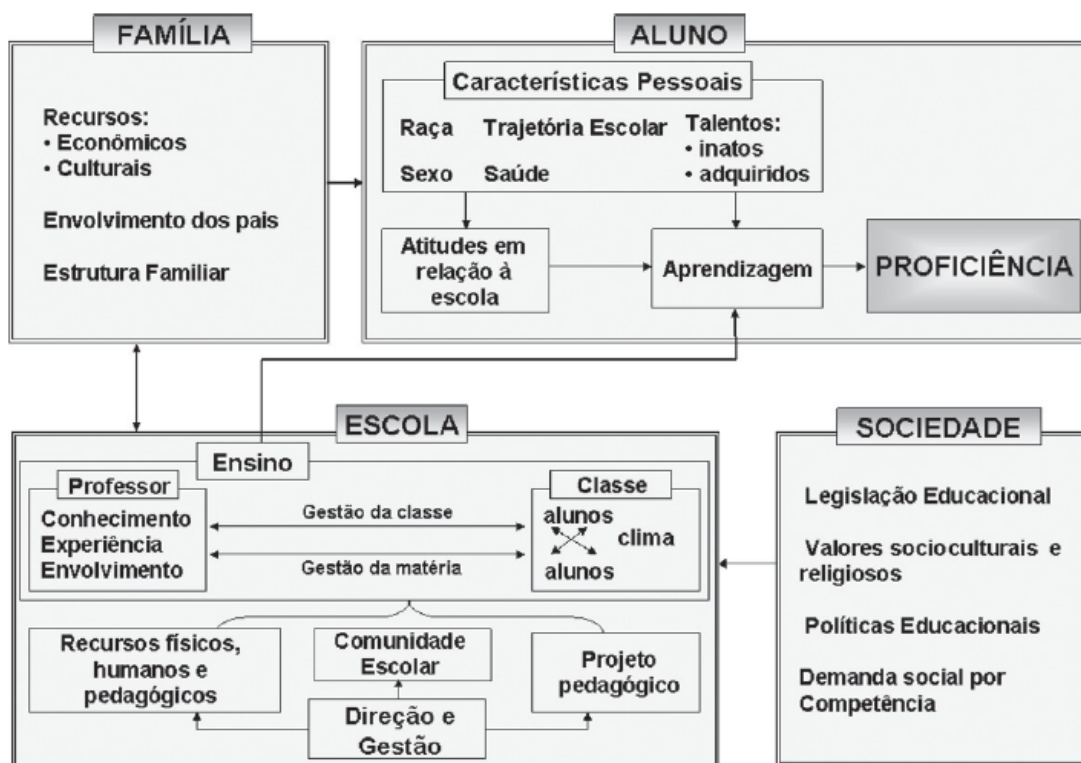 FAMÍLIA
Recursos:
• Econômicos
• Culturais
Envolvimento dos pais
Estrutura Familiar
ALUNO
Características Pessoais
Raça
Trajetória Escolar
Talentos:
• inatos
• adquiridos
Sexo
Saúde
Atitudes em
relação à
escola
Aprendizagem
PROFICIÊNCIA
ESCOLA
Ensino
Professor
Conhecimento
Experiência
Envolvimento
Gestão da classe
Gestão da matéria
Classe
alunos
clima
alunos
Recursos físicos,
humanos e
pedagógicos
Comunidade
Escolar
Projeto
pedagógico
Direção e
Gestão
SOCIEDADE
Legislação Educacional
Valores socioculturais e
religiosos
Políticas Educacionais
Demanda social por
Competência